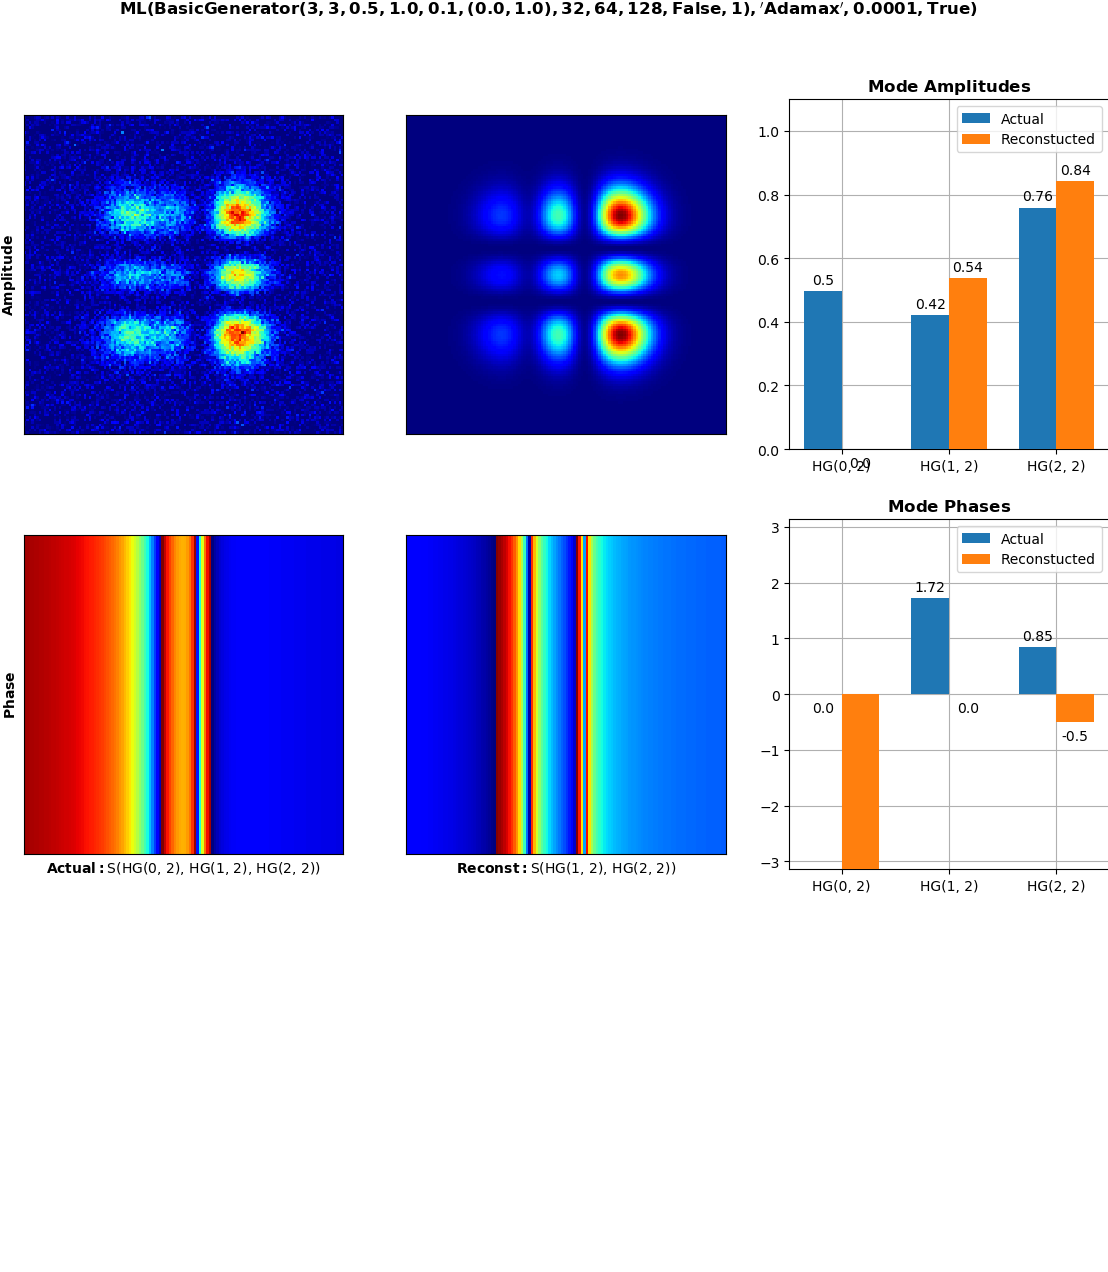 ML(BasicGenerator(3, 3, 0.5, 1.0, 0.1, (0.0, 1.0), 32, 64, 128, False, 1), ′Adamax′, 0.0001, True)
Amplitude
Mode Amplitudes
Actual
Reconstucted
1.0
0.8
0.6
0.4
0.2
0.0
0.5
0.0
0.42
0.54
0.76
0.84
HG(0, 2)
HG(1, 2)
HG(2, 2)
Phase
Actual: S(HG(0, 2), HG(1, 2), HG(2, 2))
Reconst: S(HG(1, 2), HG(2, 2))
Mode Phases
Actual
Reconstucted
3
2
1
0
−1
−2
−3
0.0
1.72
0.0
0.85
-0.5
HG(0, 2)
HG(1, 2)
HG(2, 2)